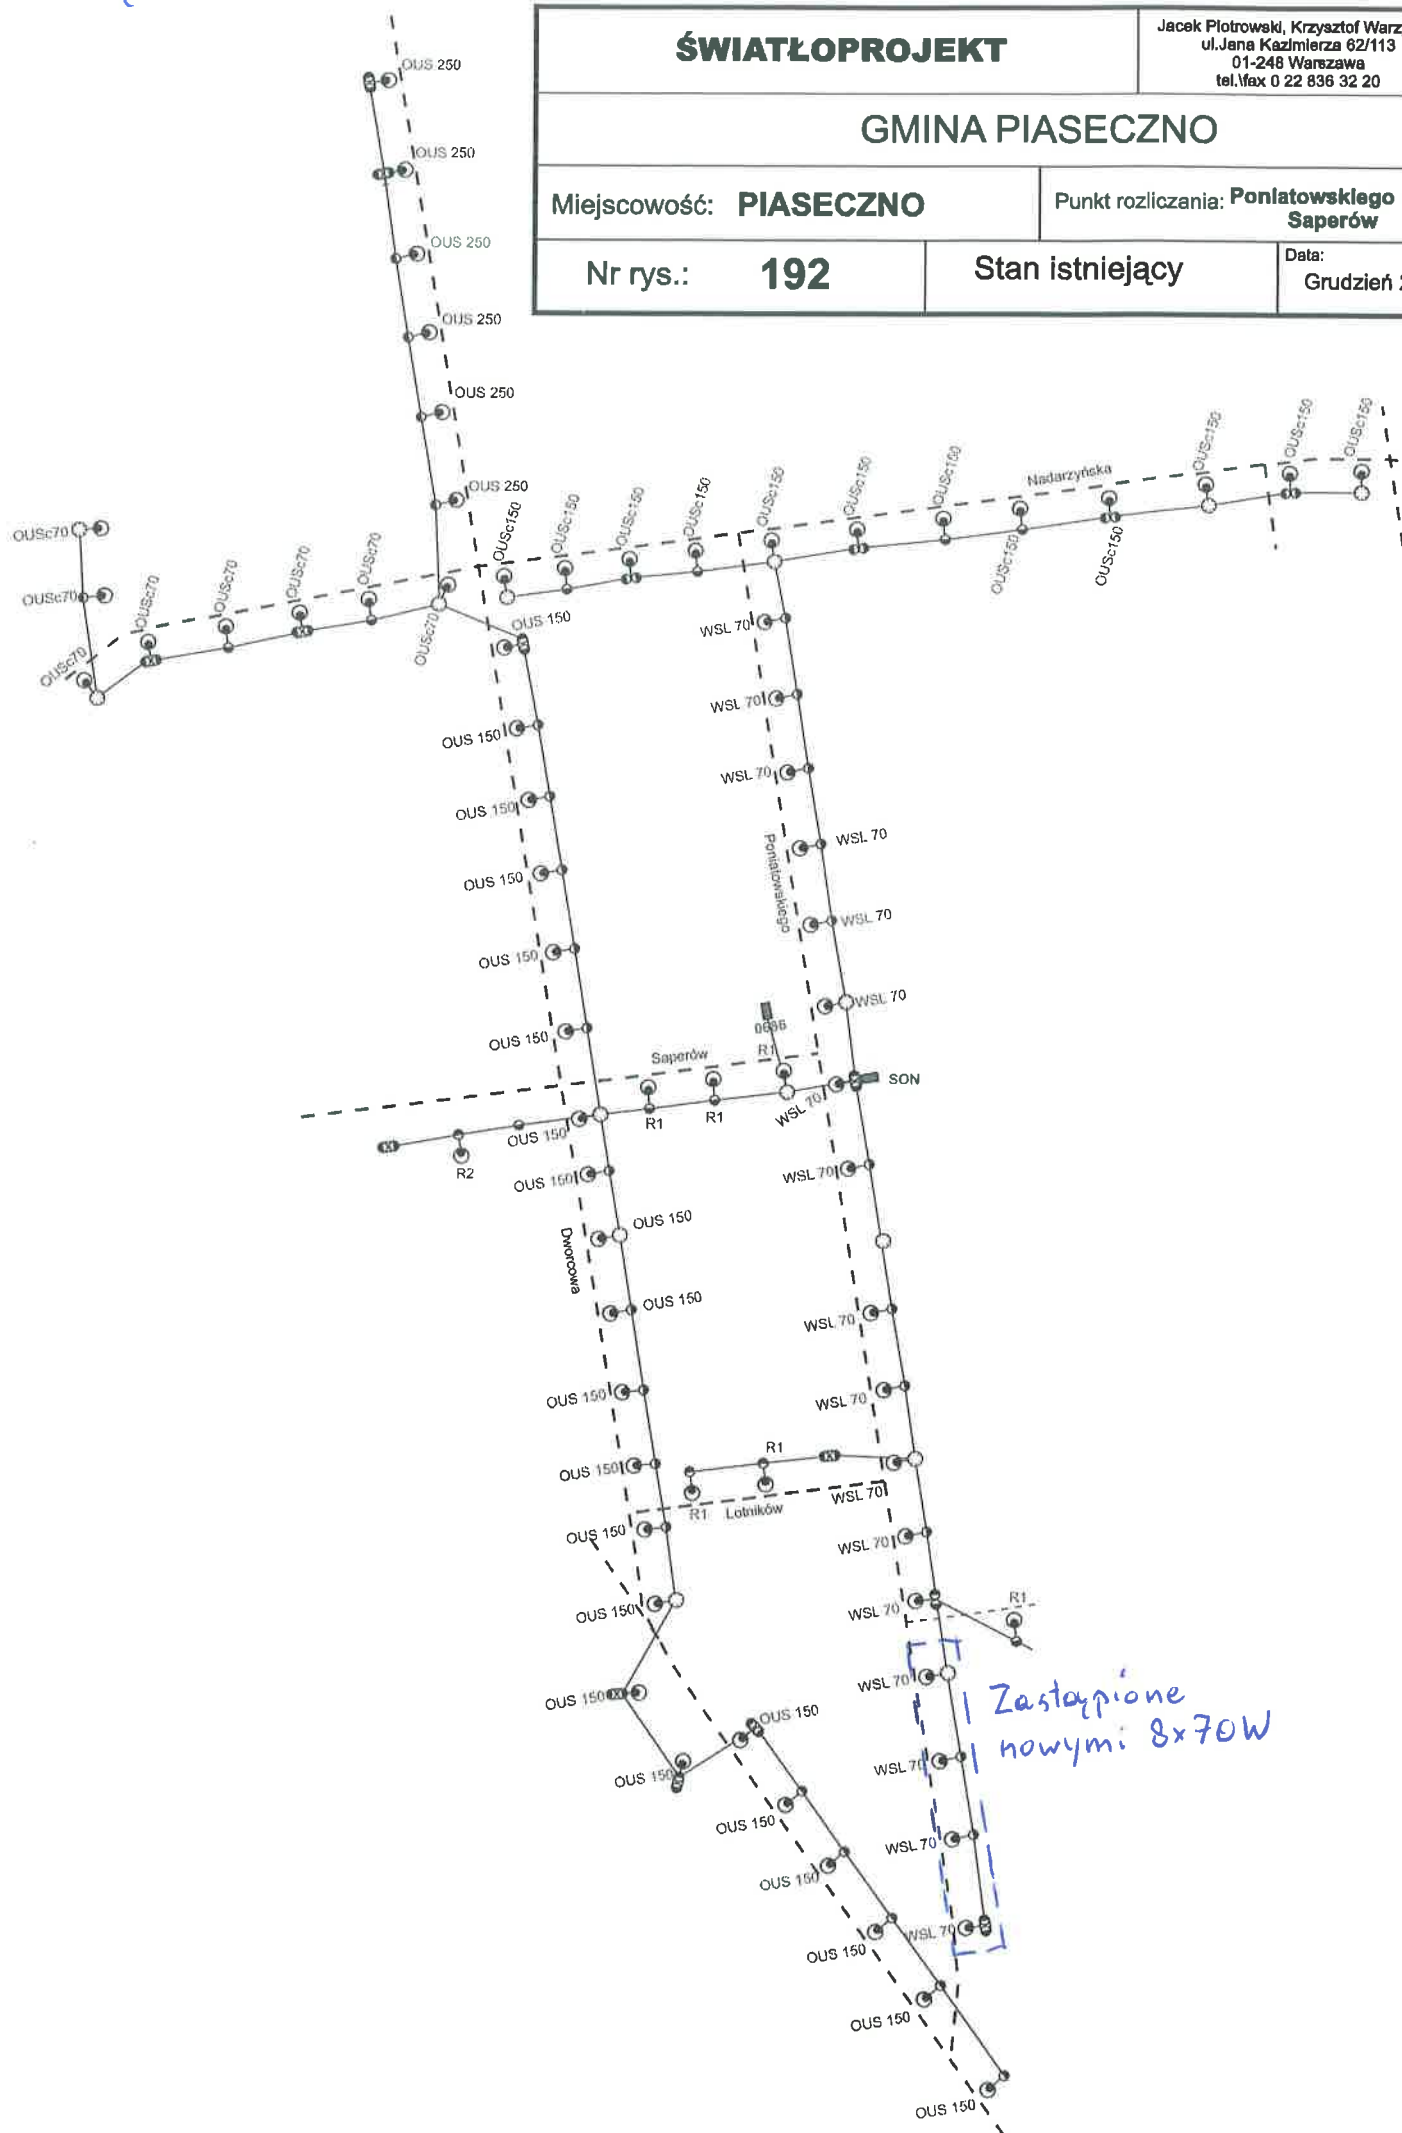 ŚWIATŁOPROJEKT
Jacek Piotrowski, Krzysztof Warz
ul.Jana Kazimierza 62/113
01-248 Warszawa
tel.\fax 0 22 836 32 20
GMINA PIASECZNO
Miejscowość: PIASECZNO
Punkt rozliczania: Poniatowskiego
Saperów
Nr rys.: 192
Stan istniejący
Data:
Grudzień 2
OUS 250
OUS 250
OUS 250
OUS 250
OUS 250
OUS 250
OUSc70
OUSc70
OUSc70
OUSc70
OUSc70
OUSc70
OUSc70
OUSc70
OUSc150
OUSc150
OUSc150
OUSc150
OUSc150
OUSc150
OUSc100
Nadarzyńska
OUSc150
OUSc150
OUSc150
OUSc150
OUSc150
OUS 150
OUS 150
OUS 150
OUS 150
OUS 150
OUS 150
WSL 70
WSL 70
WSL 70
WSL 70
WSL 70
WSL 70
Poniatowskiego
0686
R1
Saperów
SON
WSL 70
R1
R1
OUS 150
R2
OUS 150
OUS 150
Dworcowa
OUS 150
OUS 150
OUS 150
OUS 150
OUS 150
OUS 150
WSL 70
WSL 70
WSL 70
R1
R1
Lotników
WSL 70
WSL 70
WSL 70
R1
WSL 70
WSL 70
WSL 70
WSL 70
Zastąpione
nowymi 8x70W
OUS 150
OUS 150
OUS 150
OUS 150
OUS 150
OUS 150
OUS 150
OUS 150